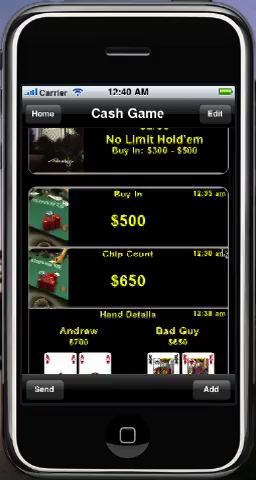 Carrier 12:40 AM
Home Cash Game Edit
No Limit Hold'em
Buy In: $300 - $500
Buy In 12:35 am
$500
Chip Count
$650
Hand Details 12:38 am
Andrew Bad Guy
$700 $650
Send Add